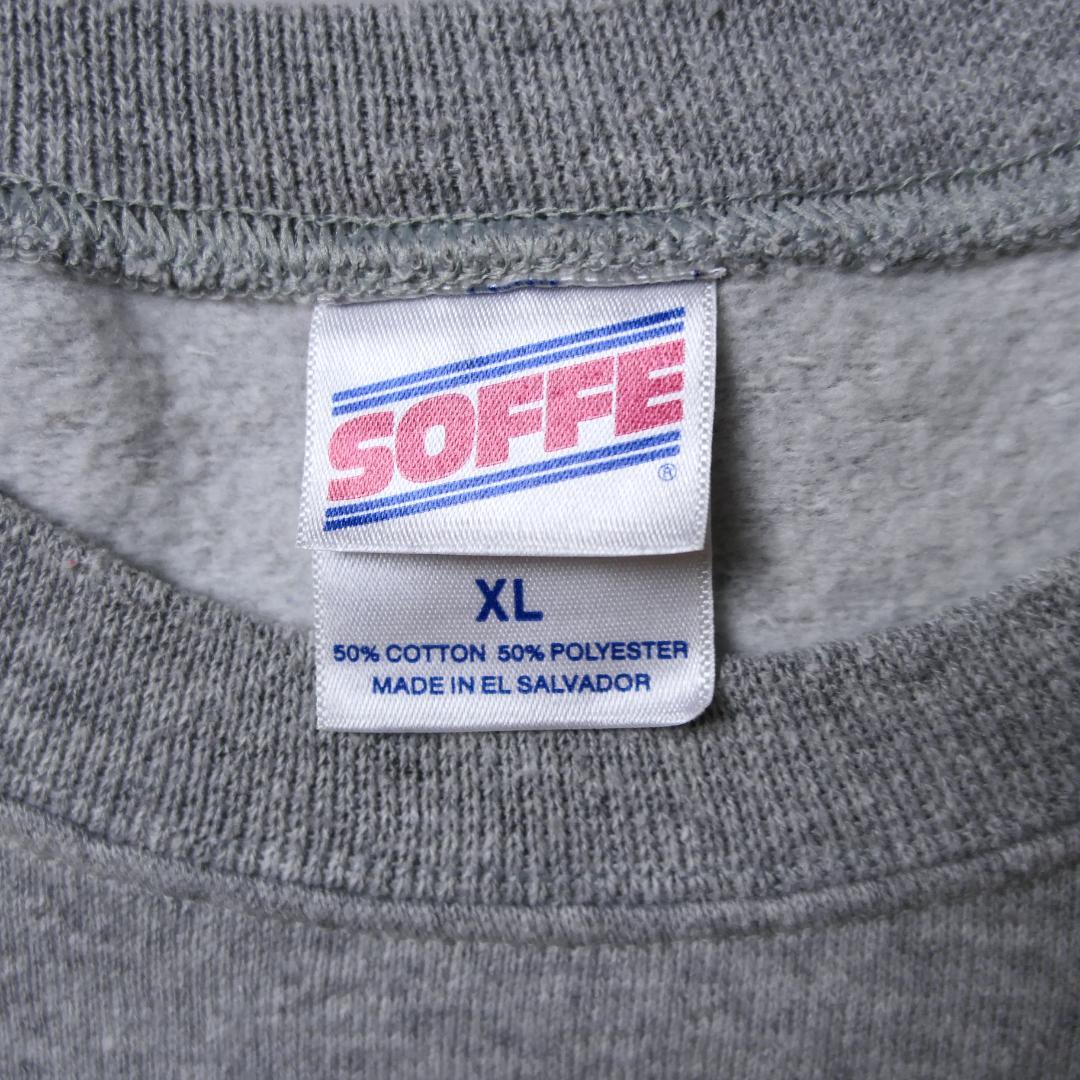 SOFFE
®
XL
50% COTTON 50% POLYESTER
MADE IN EL SALVADOR